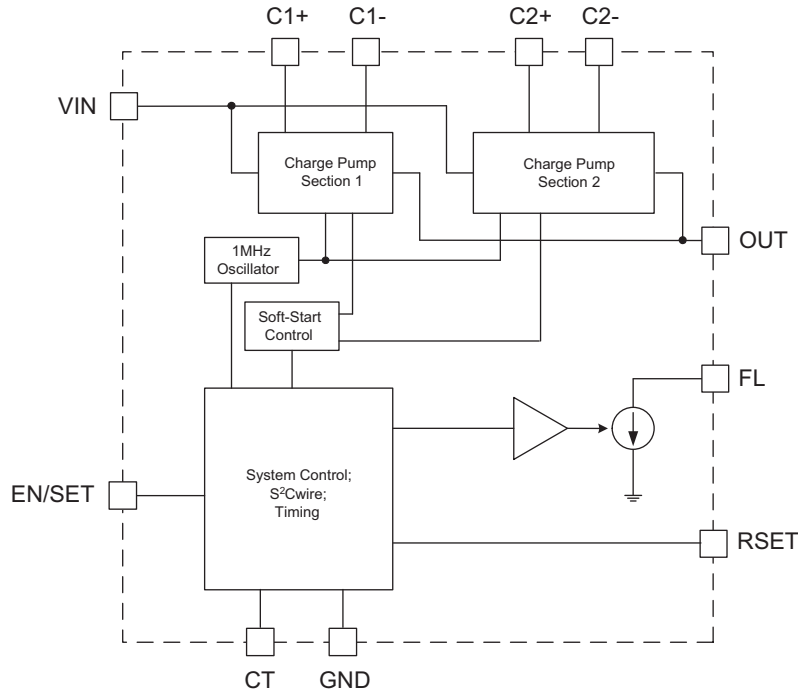 C1+
C1-
C2+
C2-
VIN
Charge Pump
Section 1
Charge Pump
Section 2
OUT
1MHz
Oscillator
Soft-Start
Control
FL
System Control;
S²Cwire;
Timing
EN/SET
RSET
CT
GND